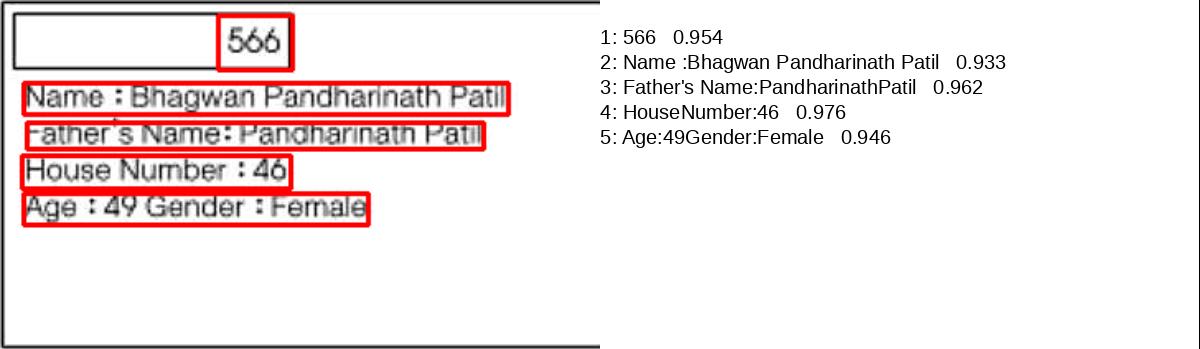 566
Name : Bhagwan Pandharinath Patil
Father's Name: Pandharinath Patil
House Number : 46
Age : 49 Gender : Female
1: 566 0.954
2: Name :Bhagwan Pandharinath Patil 0.933
3: Father's Name:PandharinathPatil 0.962
4: HouseNumber:46 0.976
5: Age:49Gender:Female 0.946